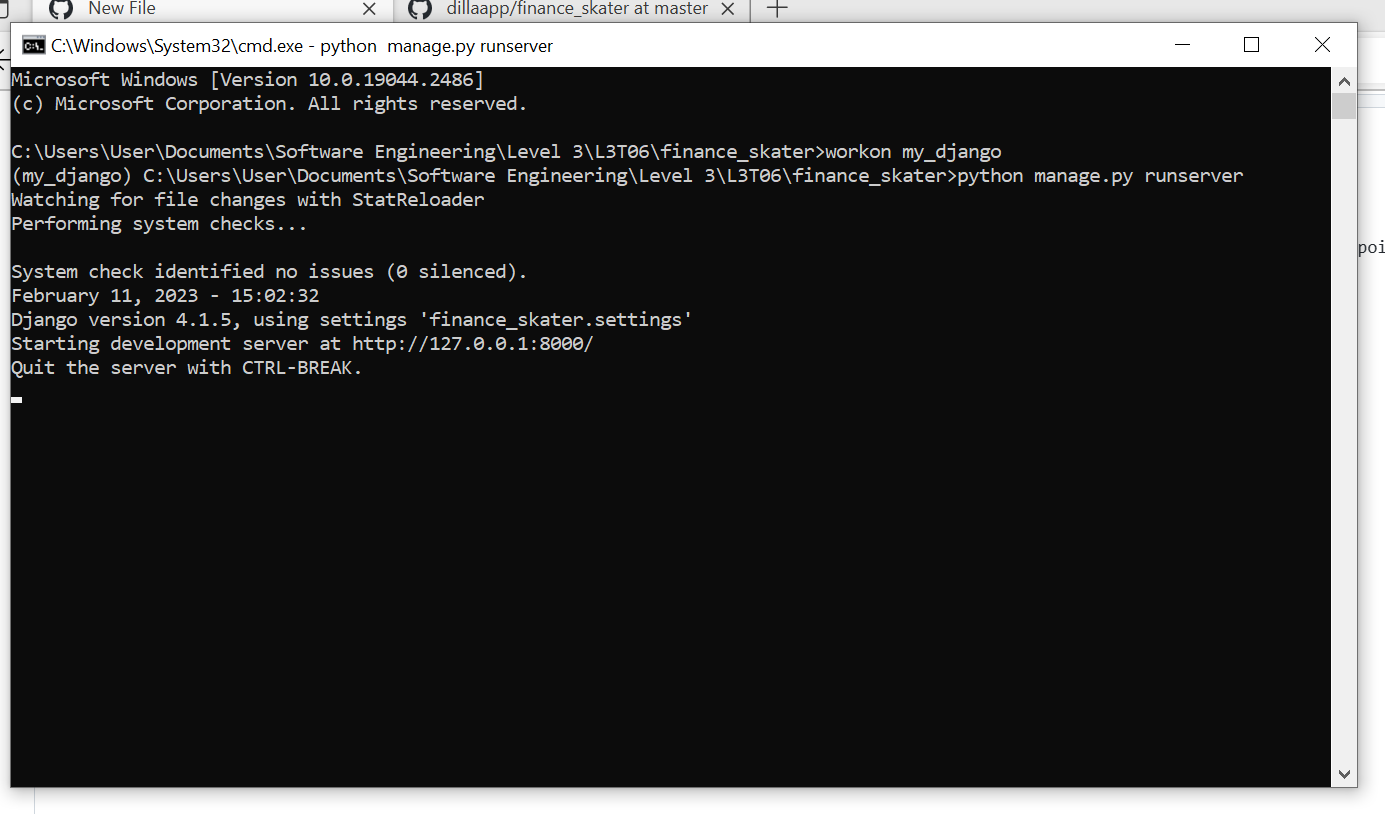 New File
dillaapp/finance_skater at master
C:\Windows\System32\cmd.exe - python  manage.py runserver
Microsoft Windows [Version 10.0.19044.2486]
(c) Microsoft Corporation. All rights reserved.
C:\Users\User\Documents\Software Engineering\Level 3\L3T06\finance_skater>workon my_django
(my_django) C:\Users\User\Documents\Software Engineering\Level 3\L3T06\finance_skater>python manage.py runserver
Watching for file changes with StatReloader
Performing system checks...
poi
System check identified no issues (0 silenced).
February 11, 2023 - 15:02:32
Django version 4.1.5, using settings 'finance_skater.settings'
Starting development server at http://127.0.0.1:8000/
Quit the server with CTRL-BREAK.